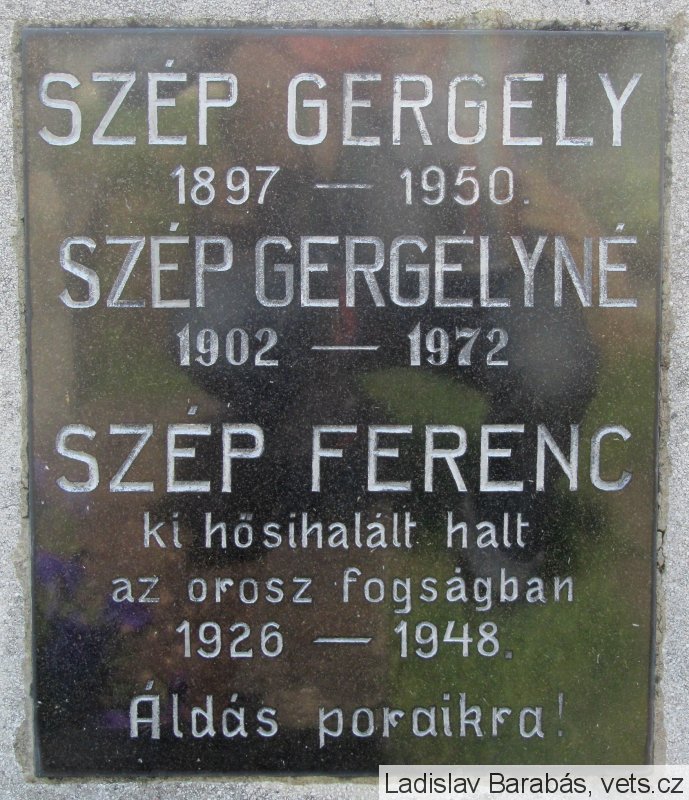 SZÉP GERGELY
1897 — 1950.
SZÉP GERGELYNÉ
1902 — 1972
SZÉP FERENC
ki hősihalált halt
az orosz fogságban
1926 — 1948.
Áldás poraikra!
Ladislav Barabás, vets.cz